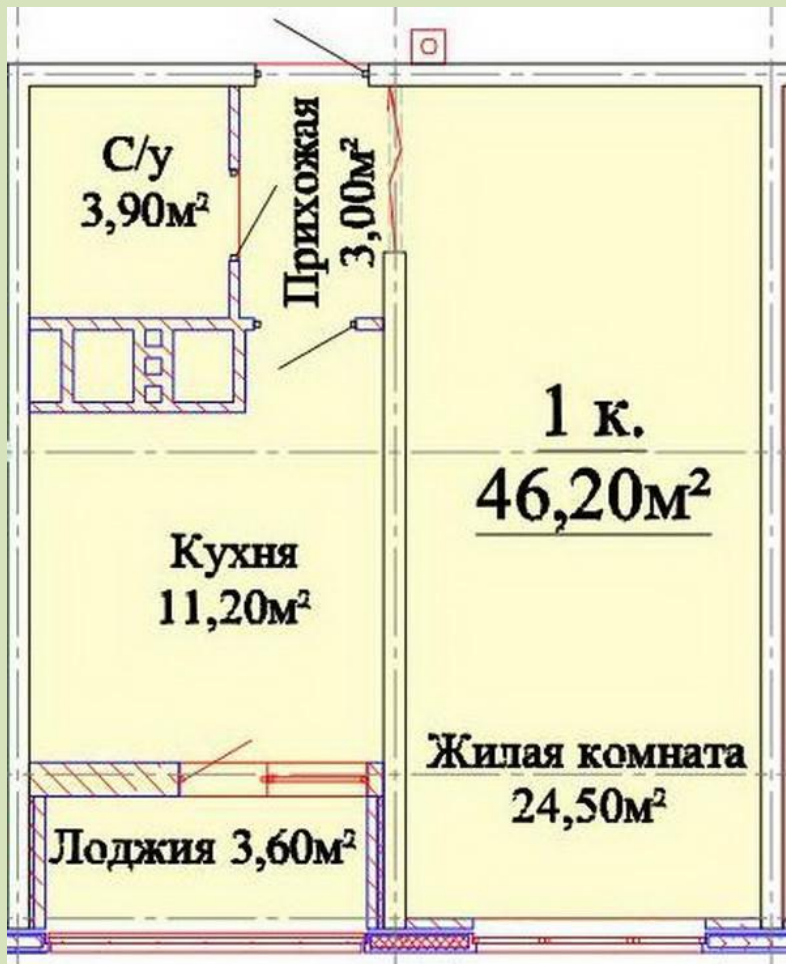 С/у
3,90м²
Прихожая
3,00м²
1 к.
46,20м²
Кухня
11,20м²
Жилая комната
24,50м²
Лоджия 3,60м²